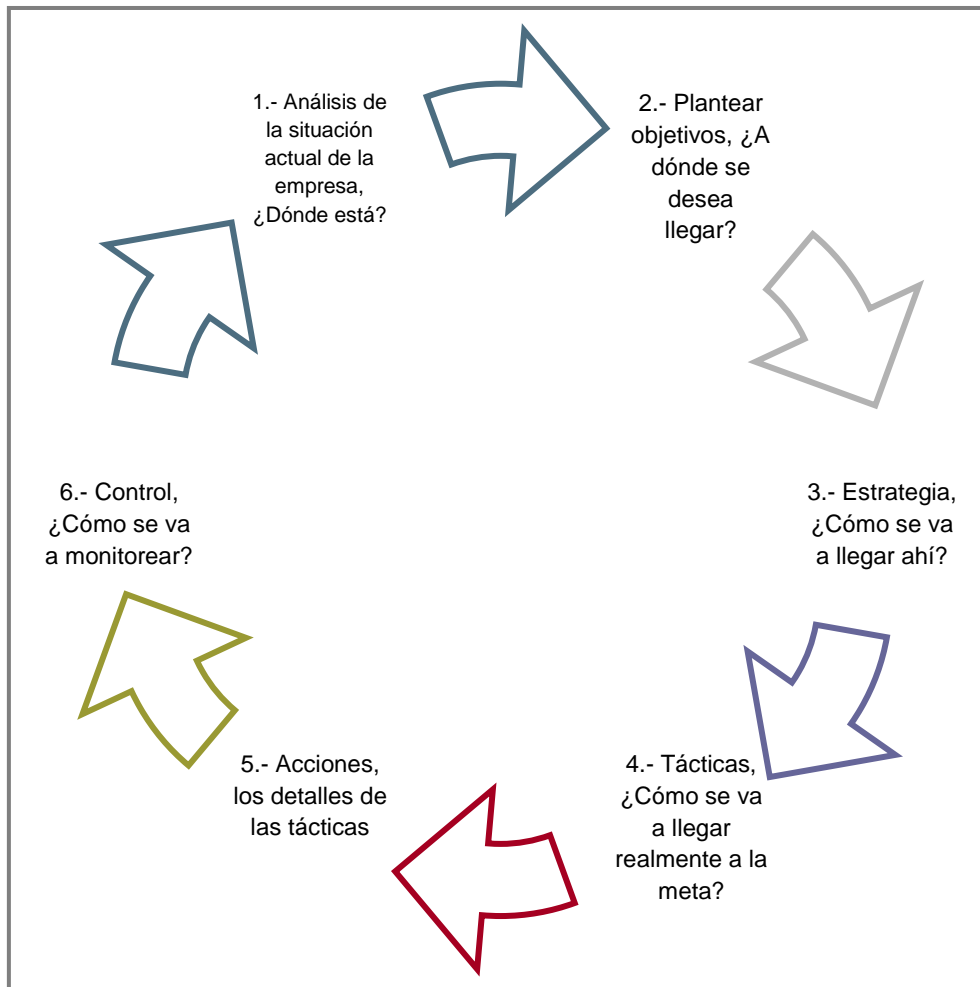 1.- Análisis de
la situación
actual de la
empresa,
¿Dónde está?
2.- Plantear
objetivos, ¿A
dónde se
desea
llegar?
3.- Estrategia,
¿Cómo se va
a llegar ahí?
4.- Tácticas,
¿Cómo se va
a llegar
realmente a la
meta?
5.- Acciones,
los detalles de
las tácticas
6.- Control,
¿Cómo se va
a monitorear?